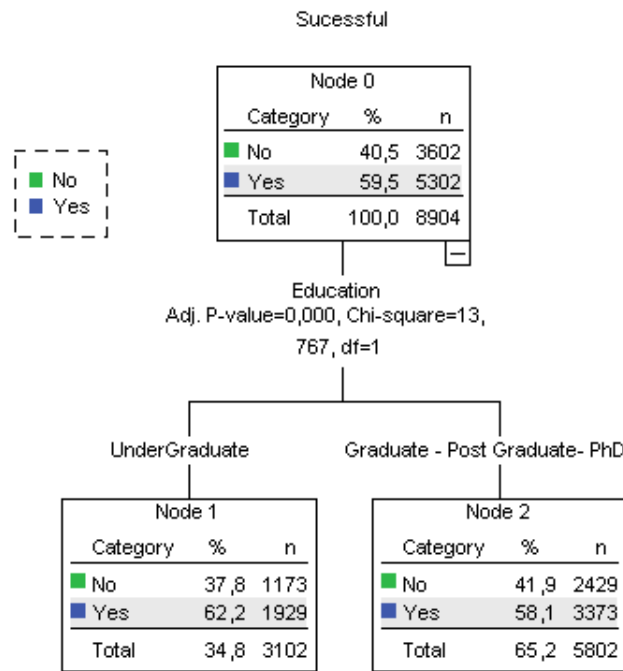 Sucessful
Node 0
Category % n
No 40,5 3602
Yes 59,5 5302
Total 100,0 8904
No
Yes
Education
Adj. P-value=0,000, Chi-square=13,
767, df=1
UnderGraduate
Graduate - Post Graduate- PhD
Node 1
Category % n
No 37,8 1173
Yes 62,2 1929
Total 34,8 3102
Node 2
Category % n
No 41,9 2429
Yes 58,1 3373
Total 65,2 5802